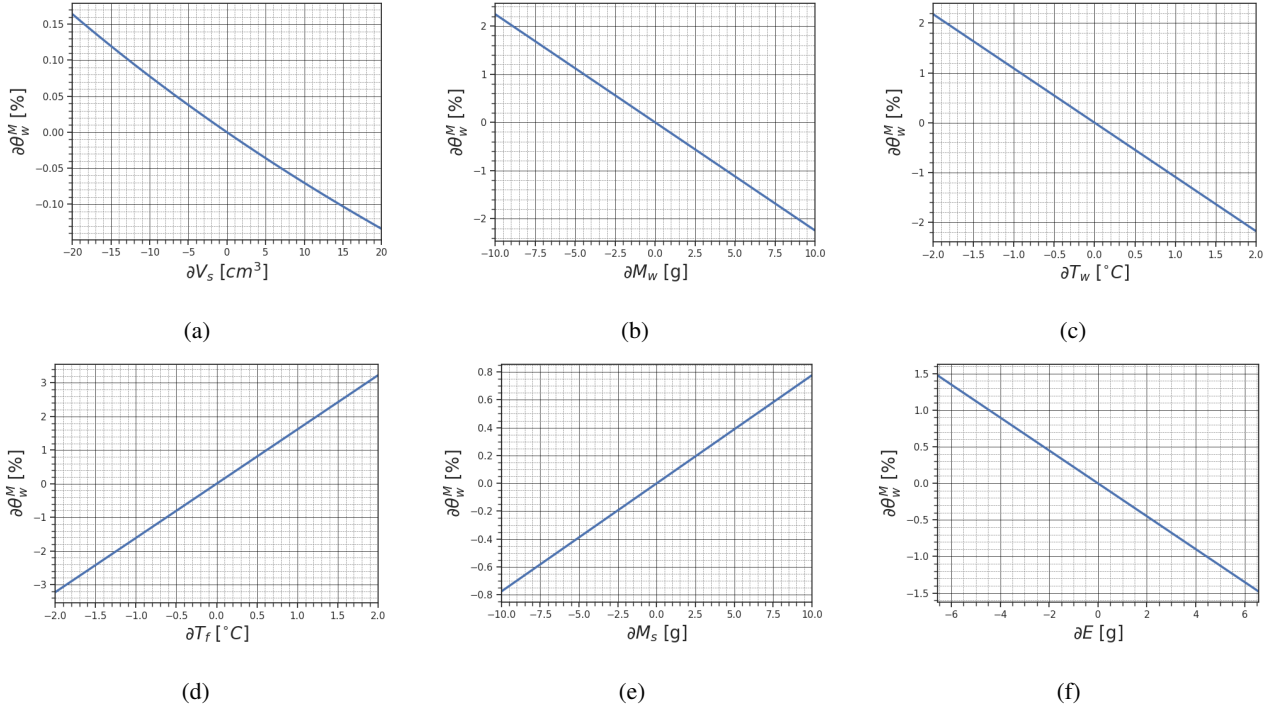 0.15
0.10
0.05
0.00
−0.05
−0.10
∂θ_w^M [%]
−20 −15 −10 −5 0 5 10 15 20
∂V_s [cm^3]
(a)
2
1
0
−1
−2
∂θ_w^M [%]
−10.0 −7.5 −5.0 −2.5 0.0 2.5 5.0 7.5 10.0
∂M_w [g]
(b)
2
1
0
−1
−2
∂θ_w^M [%]
−2.0 −1.5 −1.0 −0.5 0.0 0.5 1.0 1.5 2.0
∂T_w [°C]
(c)
3
2
1
0
−1
−2
−3
∂θ_w^M [%]
−2.0 −1.5 −1.0 −0.5 0.0 0.5 1.0 1.5 2.0
∂T_f [°C]
(d)
0.8
0.6
0.4
0.2
0.0
−0.2
−0.4
−0.6
−0.8
∂θ_w^M [%]
−10.0 −7.5 −5.0 −2.5 0.0 2.5 5.0 7.5 10.0
∂M_s [g]
(e)
1.5
1.0
0.5
0.0
−0.5
−1.0
−1.5
∂θ_w^M [%]
−6 −4 −2 0 2 4 6
∂E [g]
(f)